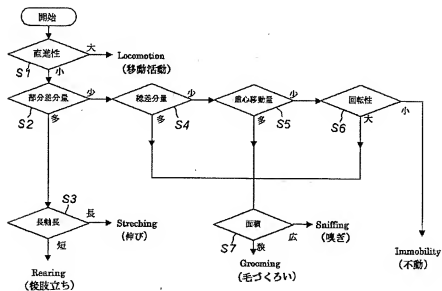 開始
直進性
大
S1
小
Locomotion
(移動活動)
部分差分量
少
総差分量
少
重心移動量
少
回転性
小
S2
多
S4
多
S5
多
S6
大
S3
長軸長
長
短
Streching
(伸び)
面積
広
Sniffing
(嗅ぎ)
S7
狭
Rearing
(後肢立ち)
Grooming
(毛づくろい)
Immobility
(不動)